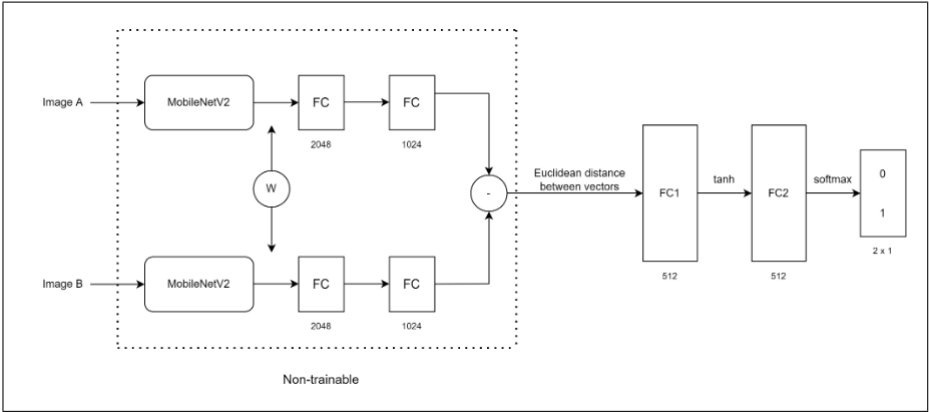 Image A
MobileNetV2
FC
FC
2048
1024
W
-
Euclidean distance
between vectors
FC1
tanh
FC2
softmax
0
1
512
512
2 x 1
Image B
MobileNetV2
FC
FC
2048
1024
Non-trainable